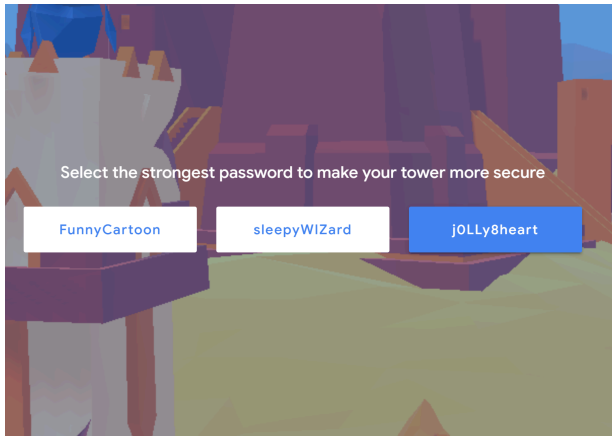 Select the strongest password to make your tower more secure
FunnyCartoon
sleepyWIZard
j0LLy8heart